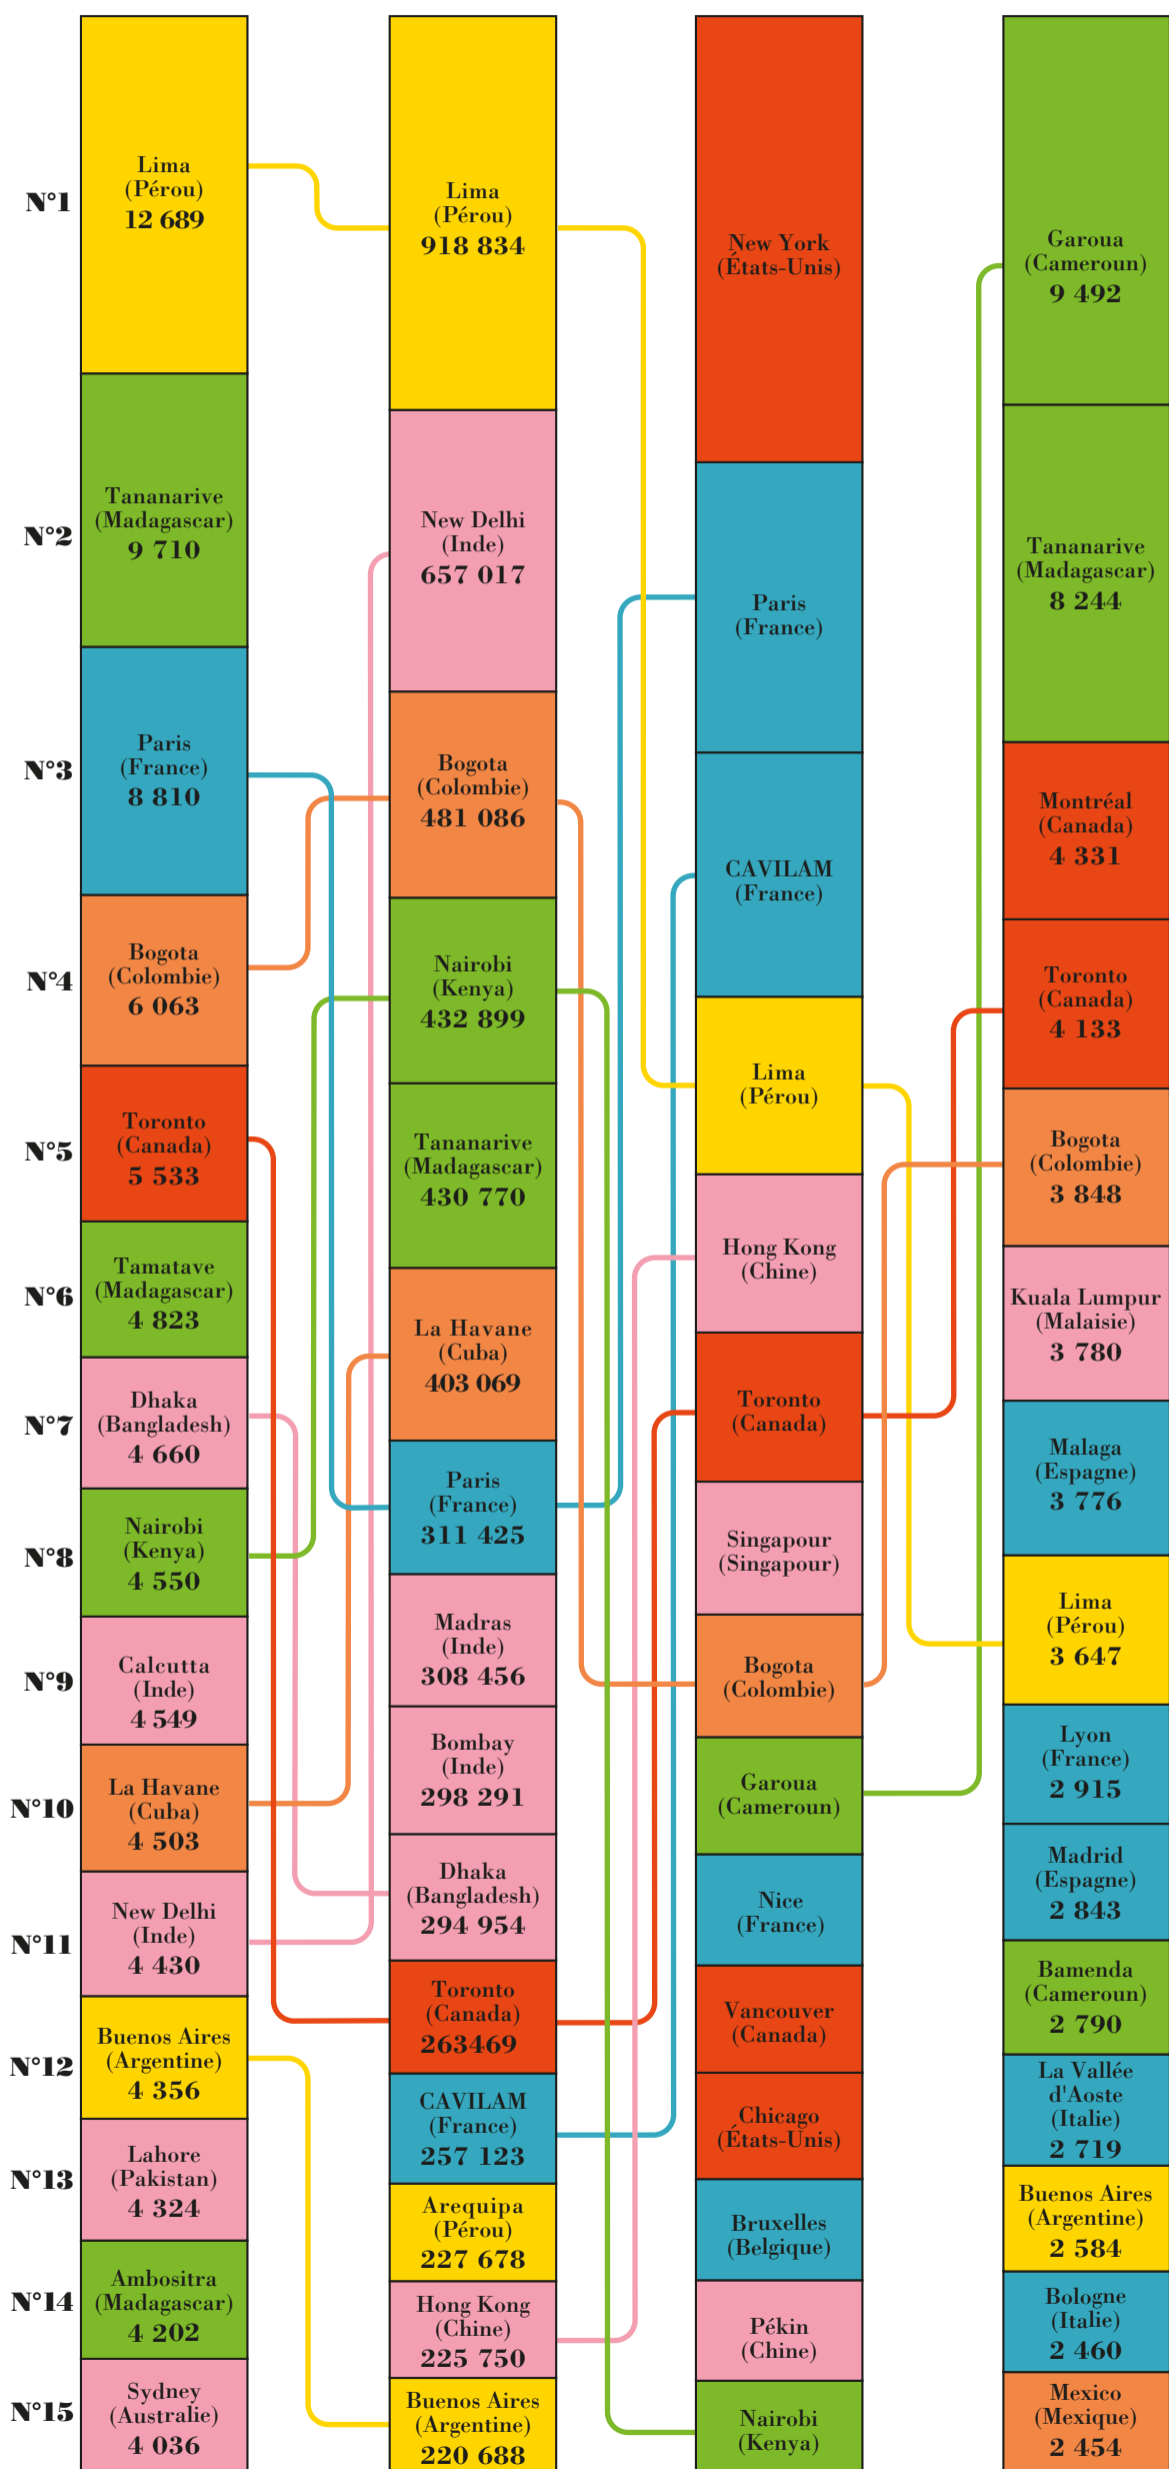 N°1
N°2
N°3
N°4
N°5
N°6
N°7
N°8
N°9
N°10
N°11
N°12
N°13
N°14
N°15
Lima
(Pérou)
12 689
Tananarive
(Madagascar)
9 710
Paris
(France)
8 810
Bogota
(Colombie)
6 063
Toronto
(Canada)
5 533
Tamatave
(Madagascar)
4 823
Dhaka
(Bangladesh)
4 660
Nairobi
(Kenya)
4 550
Calcutta
(Inde)
4 549
La Havane
(Cuba)
4 503
New Delhi
(Inde)
4 430
Buenos Aires
(Argentine)
4 356
Lahore
(Pakistan)
4 324
Ambositra
(Madagascar)
4 202
Sydney
(Australie)
4 036
Lima
(Pérou)
918 834
New Delhi
(Inde)
657 017
Bogota
(Colombie)
481 086
Nairobi
(Kenya)
432 899
Tananarive
(Madagascar)
430 770
La Havane
(Cuba)
403 069
Paris
(France)
311 425
Madras
(Inde)
308 456
Bombay
(Inde)
298 291
Dhaka
(Bangladesh)
294 954
Toronto
(Canada)
263469
CAVILAM
(France)
257 123
Arequipa
(Pérou)
227 678
Hong Kong
(Chine)
225 750
Buenos Aires
(Argentine)
220 688
New York
(États-Unis)
Paris
(France)
CAVILAM
(France)
Lima
(Pérou)
Hong Kong
(Chine)
Toronto
(Canada)
Singapour
(Singapour)
Bogota
(Colombie)
Garoua
(Cameroun)
Nice
(France)
Vancouver
(Canada)
Chicago
(États-Unis)
Bruxelles
(Belgique)
Pékin
(Chine)
Nairobi
(Kenya)
Garoua
(Cameroun)
9 492
Tananarive
(Madagascar)
8 244
Montréal
(Canada)
4 331
Toronto
(Canada)
4 133
Bogota
(Colombie)
3 848
Kuala Lumpur
(Malaisie)
3 780
Malaga
(Espagne)
3 776
Lima
(Pérou)
3 647
Lyon
(France)
2 915
Madrid
(Espagne)
2 843
Bamenda
(Cameroun)
2 790
La Vallée
d'Aoste
(Italie)
2 719
Buenos Aires
(Argentine)
2 584
Bologne
(Italie)
2 460
Mexico
(Mexique)
2 454